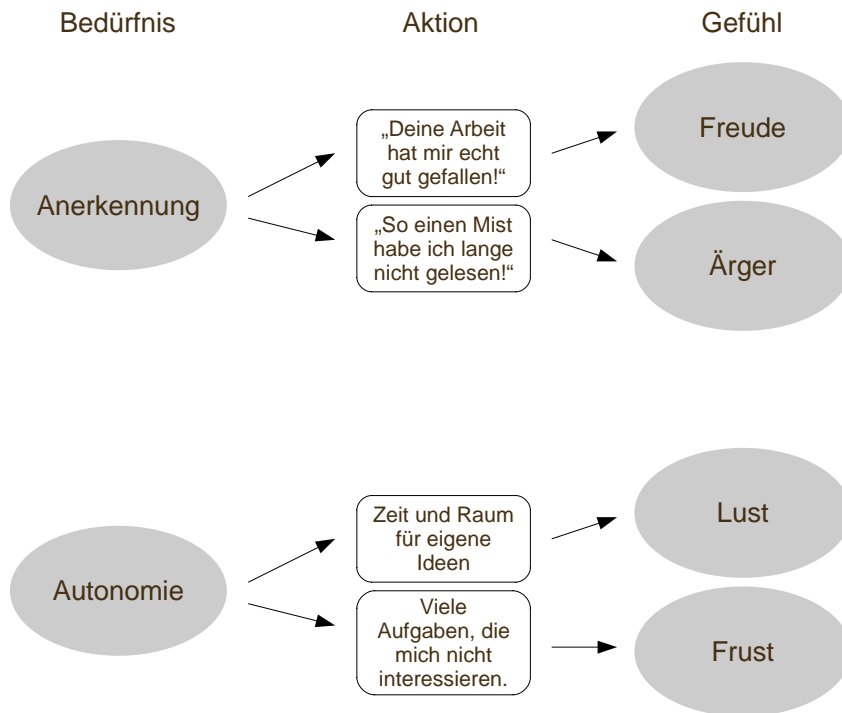 Bedürfnis Aktion Gefühl
„Deine Arbeit
hat mir echt
gut gefallen!“
Freude
Anerkennung
„So einen Mist
habe ich lange
nicht gelesen!“
Ärger
Zeit und Raum
für eigene
Ideen
Lust
Autonomie
Viele
Aufgaben, die
mich nicht
interessieren.
Frust